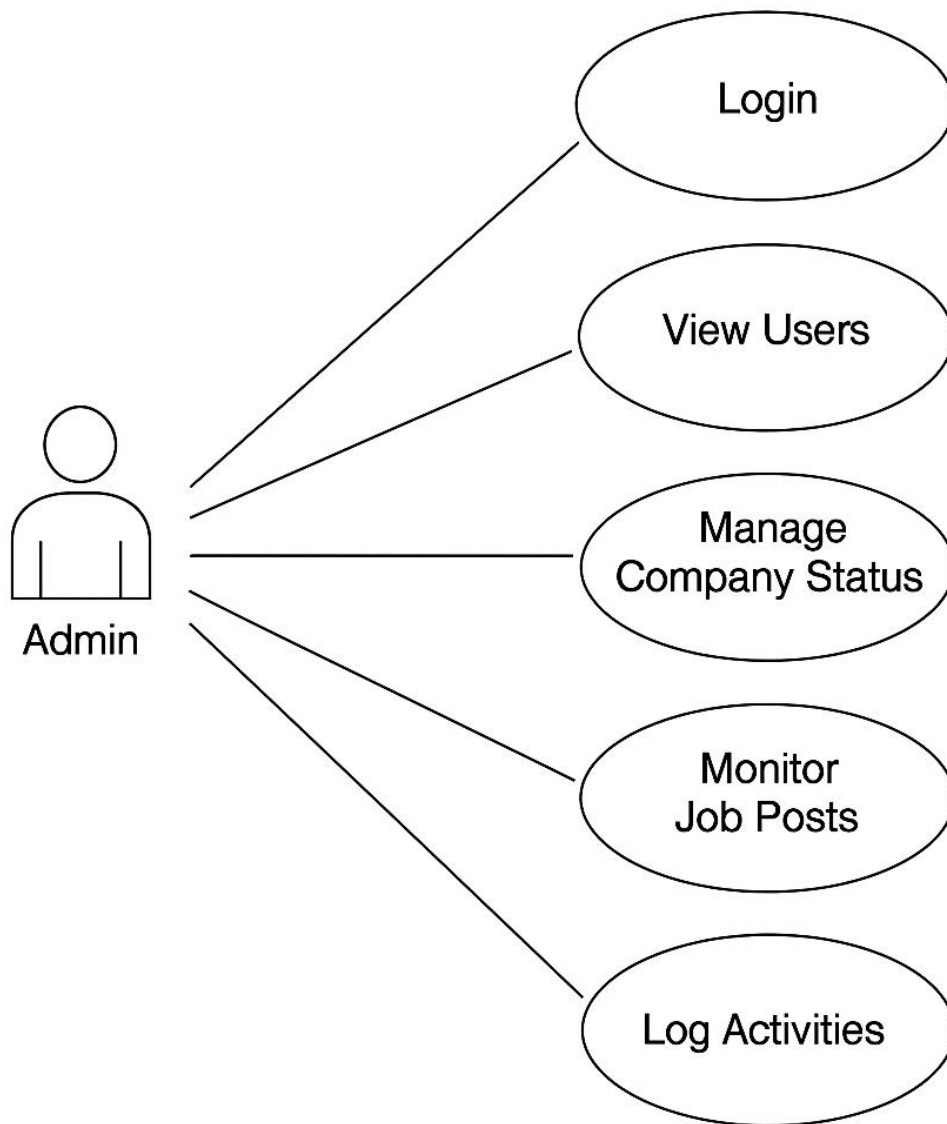 Login
View Users
Manage
Company Status
Admin
Monitor
Job Posts
Log Activities